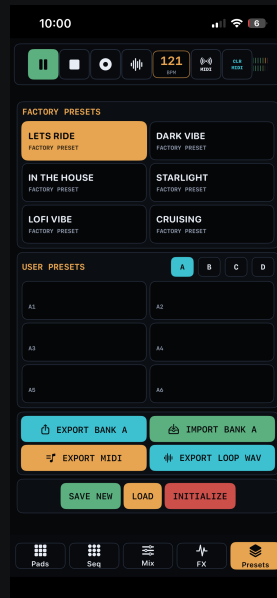 10:00
6
121
BPM
MIDI
CLR
MIDI
FACTORY PRESETS
LETS RIDE
FACTORY PRESET
DARK VIBE
FACTORY PRESET
IN THE HOUSE
FACTORY PRESET
STARLIGHT
FACTORY PRESET
LOFI VIBE
FACTORY PRESET
CRUISING
FACTORY PRESET
USER PRESETS
A
B
C
D
A1
A2
A3
A4
A5
A6
EXPORT BANK A
IMPORT BANK A
EXPORT MIDI
EXPORT LOOP WAV
SAVE NEW
LOAD
INITIALIZE
Pads
Seq
Mix
FX
Presets